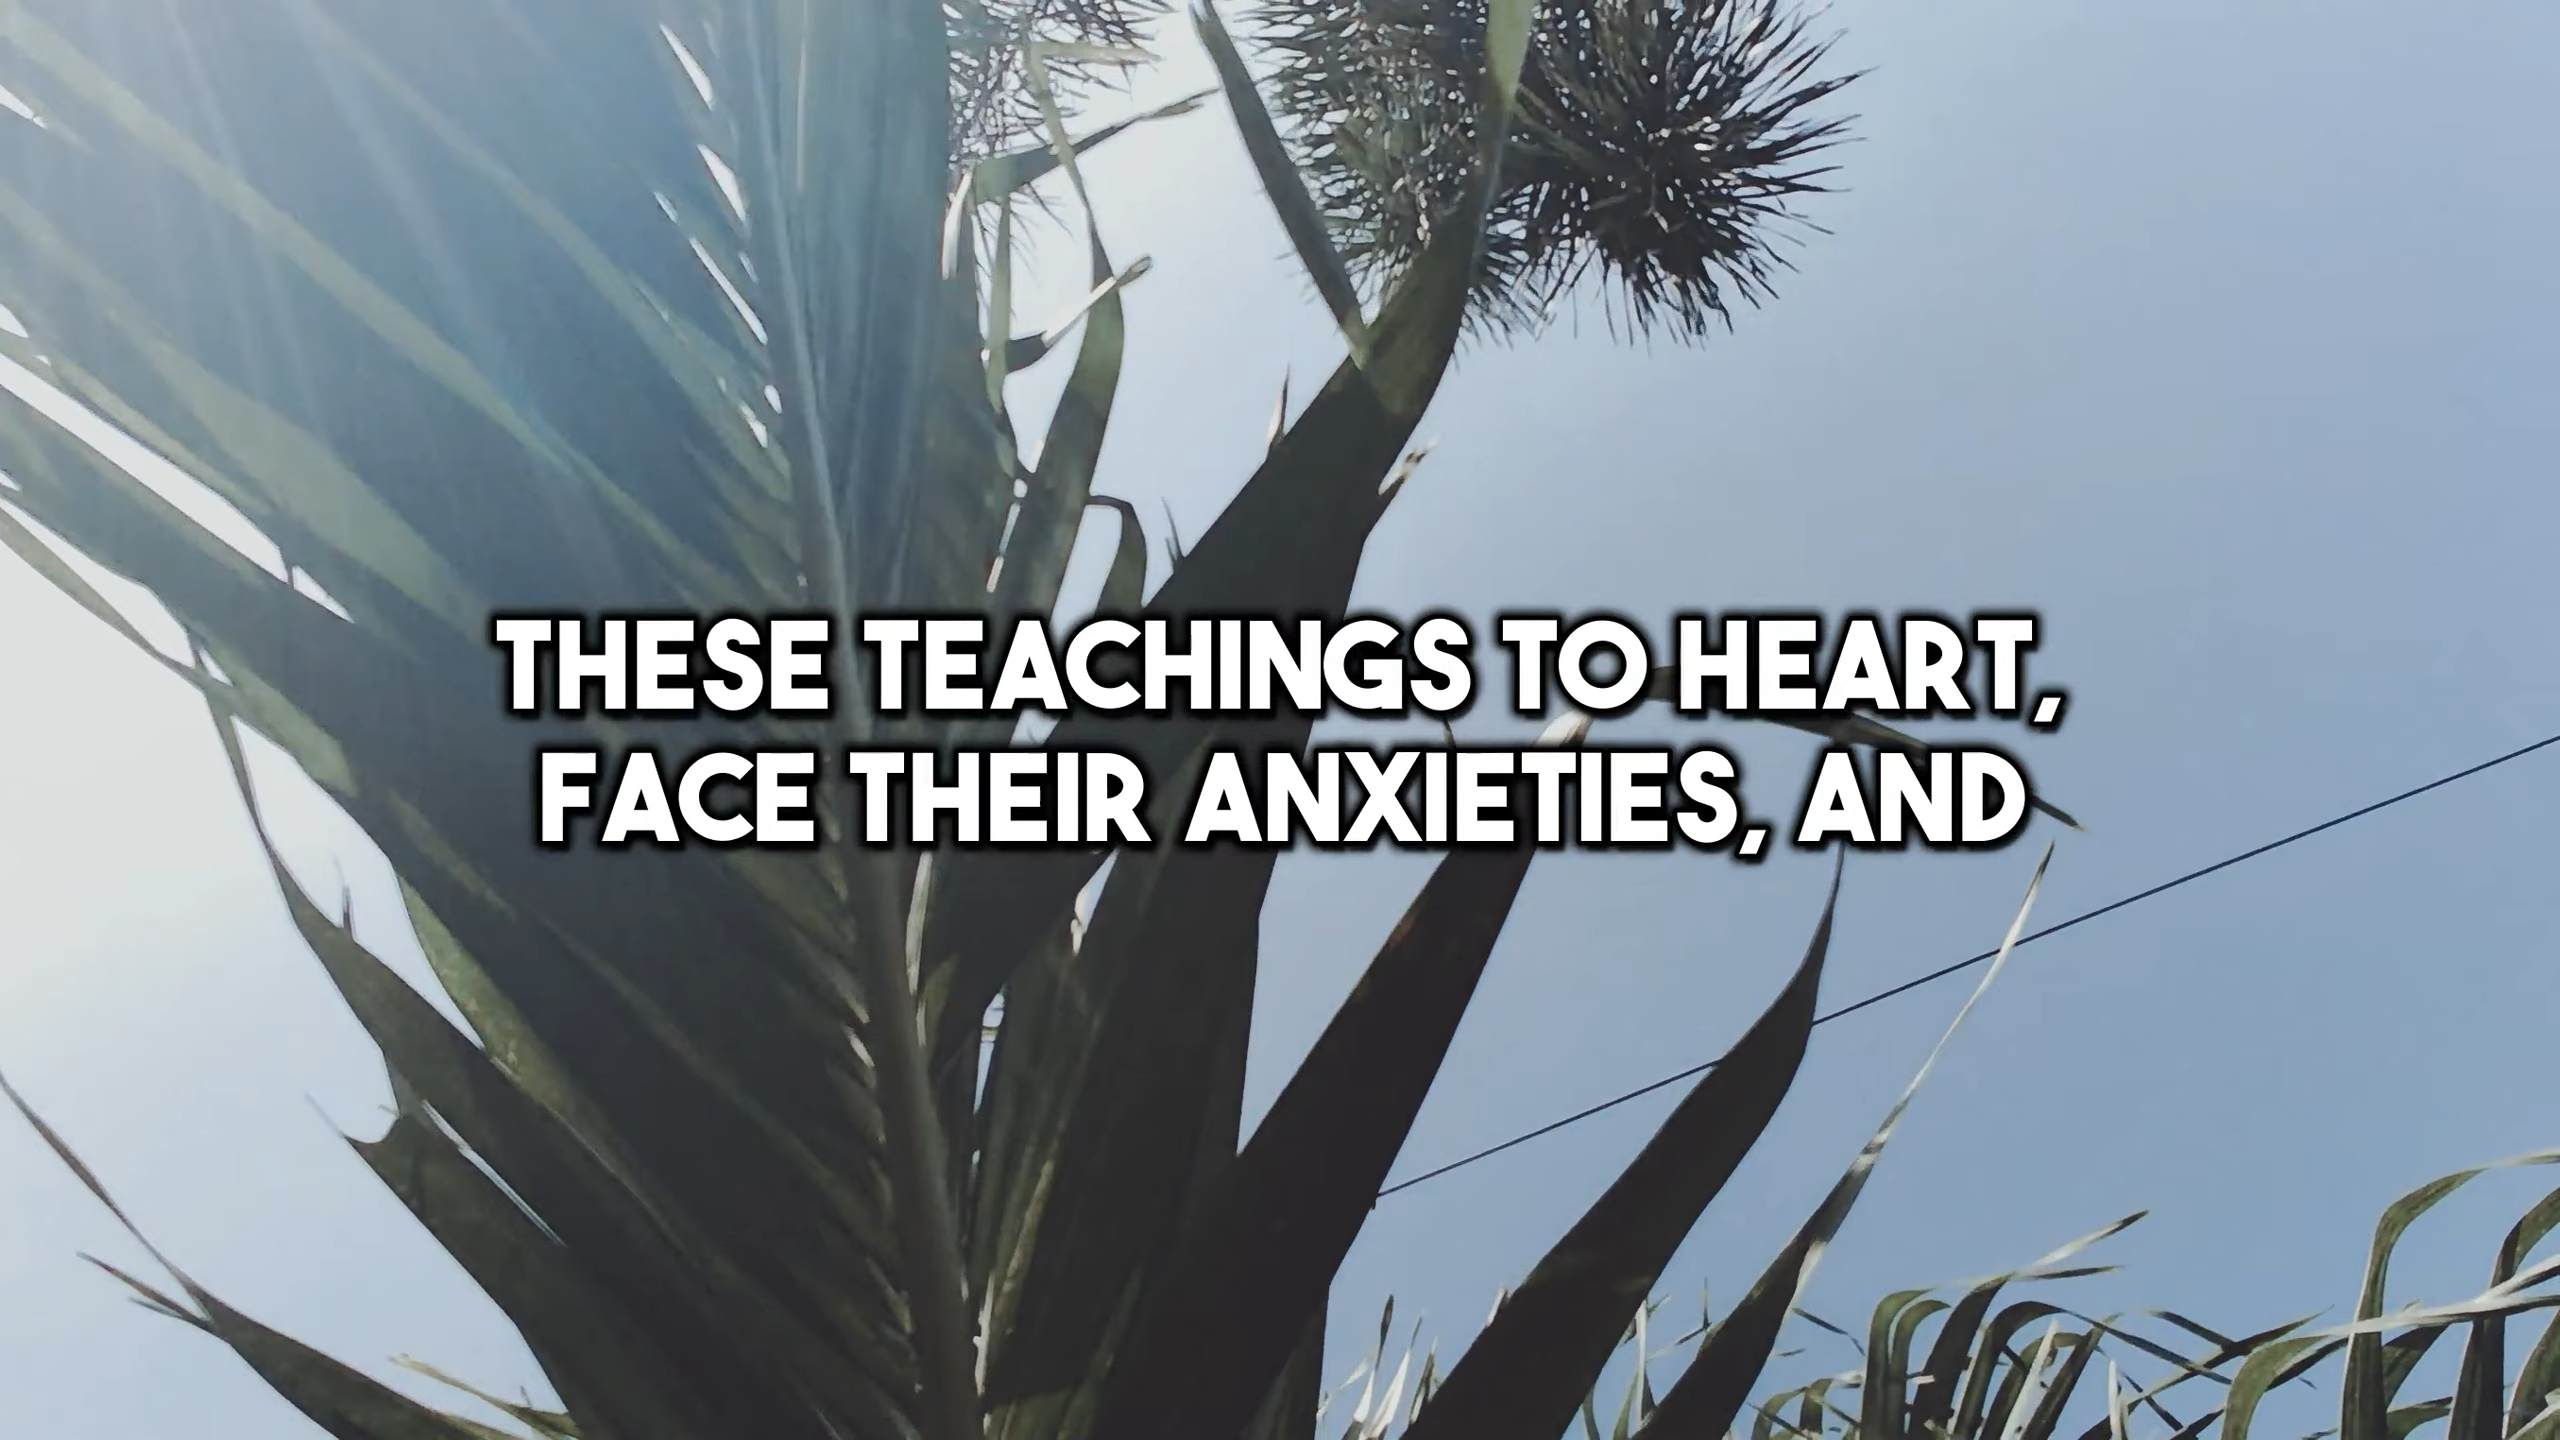 THESE TEACHINGS TO HEART,
FACE THEIR ANXIETIES, AND